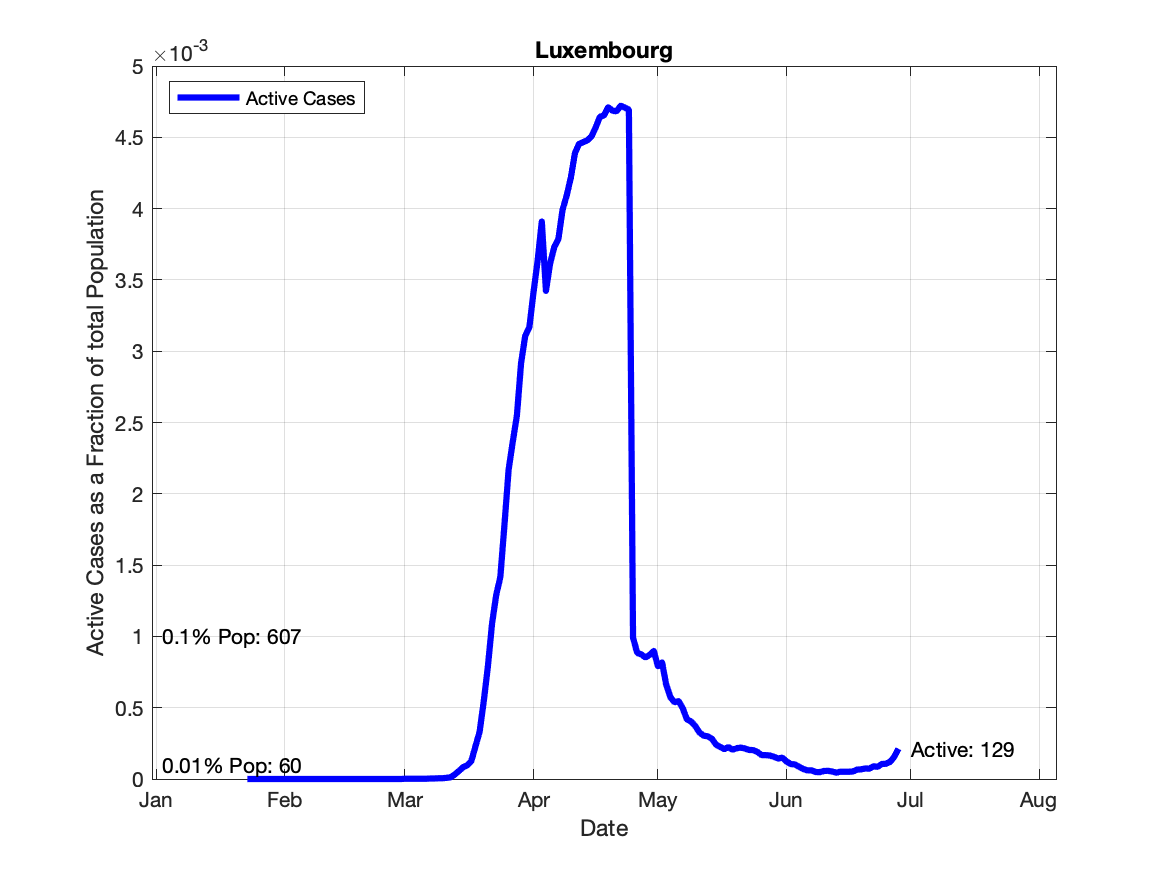 Luxembourg
×10-3
Active Cases
5
4.5
4
3.5
3
2.5
2
1.5
1
0.5
0
Active Cases as a Fraction of total Population
0.1% Pop: 607
0.01% Pop: 60
Active: 129
Jan Feb Mar Apr May Jun Jul Aug
Date